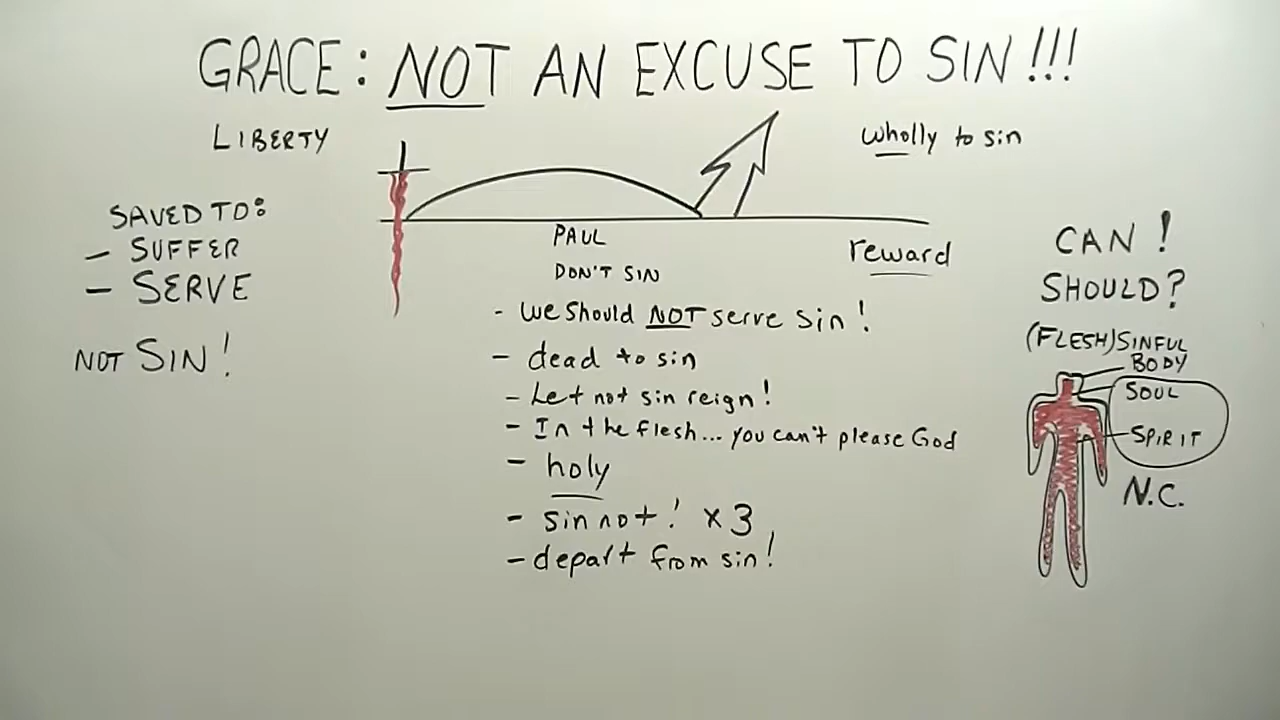 GRACE: NOT AN EXCUSE TO SIN!!!
LIBERTY
SAVED TO:
- SUFFER
- SERVE
NOT SIN!
PAUL
DON'T SIN
- We should NOT serve sin!
- dead to sin
- Let not sin reign!
- In the flesh... you can't please God
- holy
- sin not! x3
- depart from sin!
wholly to sin
reward
CAN!
SHOULD?
(FLESH) SINFUL
BODY
SOUL
SPIRIT
N.C.